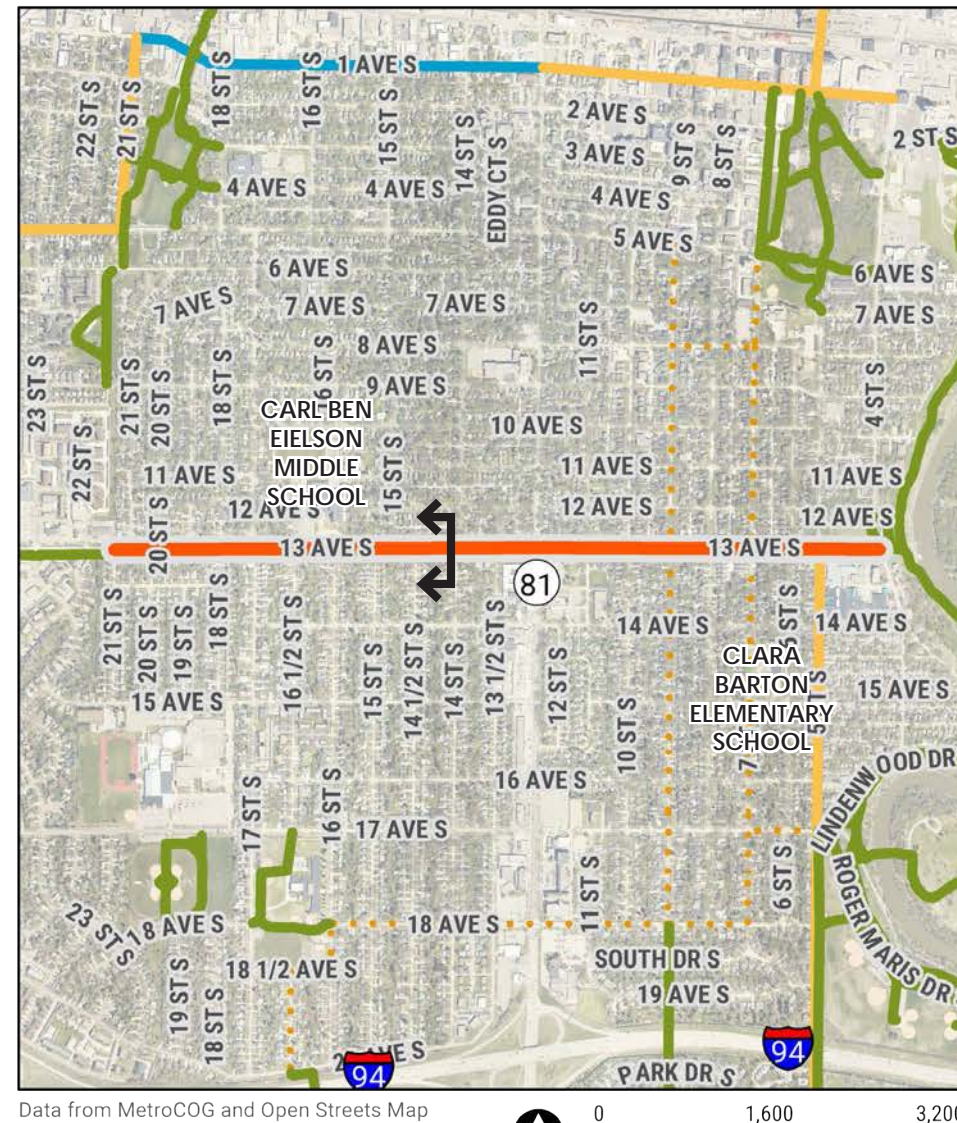 1 AVE S
22 ST S
21 ST S
18 ST S
16 ST S
15 ST S
14 ST S
EDDY CT S
2 AVE S
3 AVE S
9 ST S
8 ST S
2 ST S
4 AVE S
4 AVE S
4 AVE S
5 AVE S
6 AVE S
6 AVE S
7 AVE S
7 AVE S
7 AVE S
7 AVE S
8 AVE S
11 ST S
23 ST S
21 ST S
20 ST S
18 ST S
9 AVE S
4 ST S
CARL BEN
EIELSON
MIDDLE
SCHOOL
10 AVE S
22 ST S
11 AVE S
15 ST S
11 AVE S
11 AVE S
12 AVE S
12 AVE S
12 AVE S
20 ST S
13 AVE S
13 AVE S
81
21 ST S
20 ST S
19 ST S
18 ST S
16 1/2 ST S
15 ST S
14 1/2 ST S
14 ST S
13 1/2 ST S
12 ST S
10 ST S
14 AVE S
14 AVE S
CLARA
BARTON
ELEMENTARY
SCHOOL
15 AVE S
15 AVE S
16 AVE S
LINDENWOOD DR
17 ST S
16 ST S
17 AVE S
11 ST S
6 ST S
ROGER MARIS DR
23 ST S
18 AVE S
18 AVE S
19 ST S
18 ST S
18 1/2 AVE S
SOUTH DR S
19 AVE S
94
94
PARK DR S
Data from MetroCOG and Open Streets Map
0
1,600